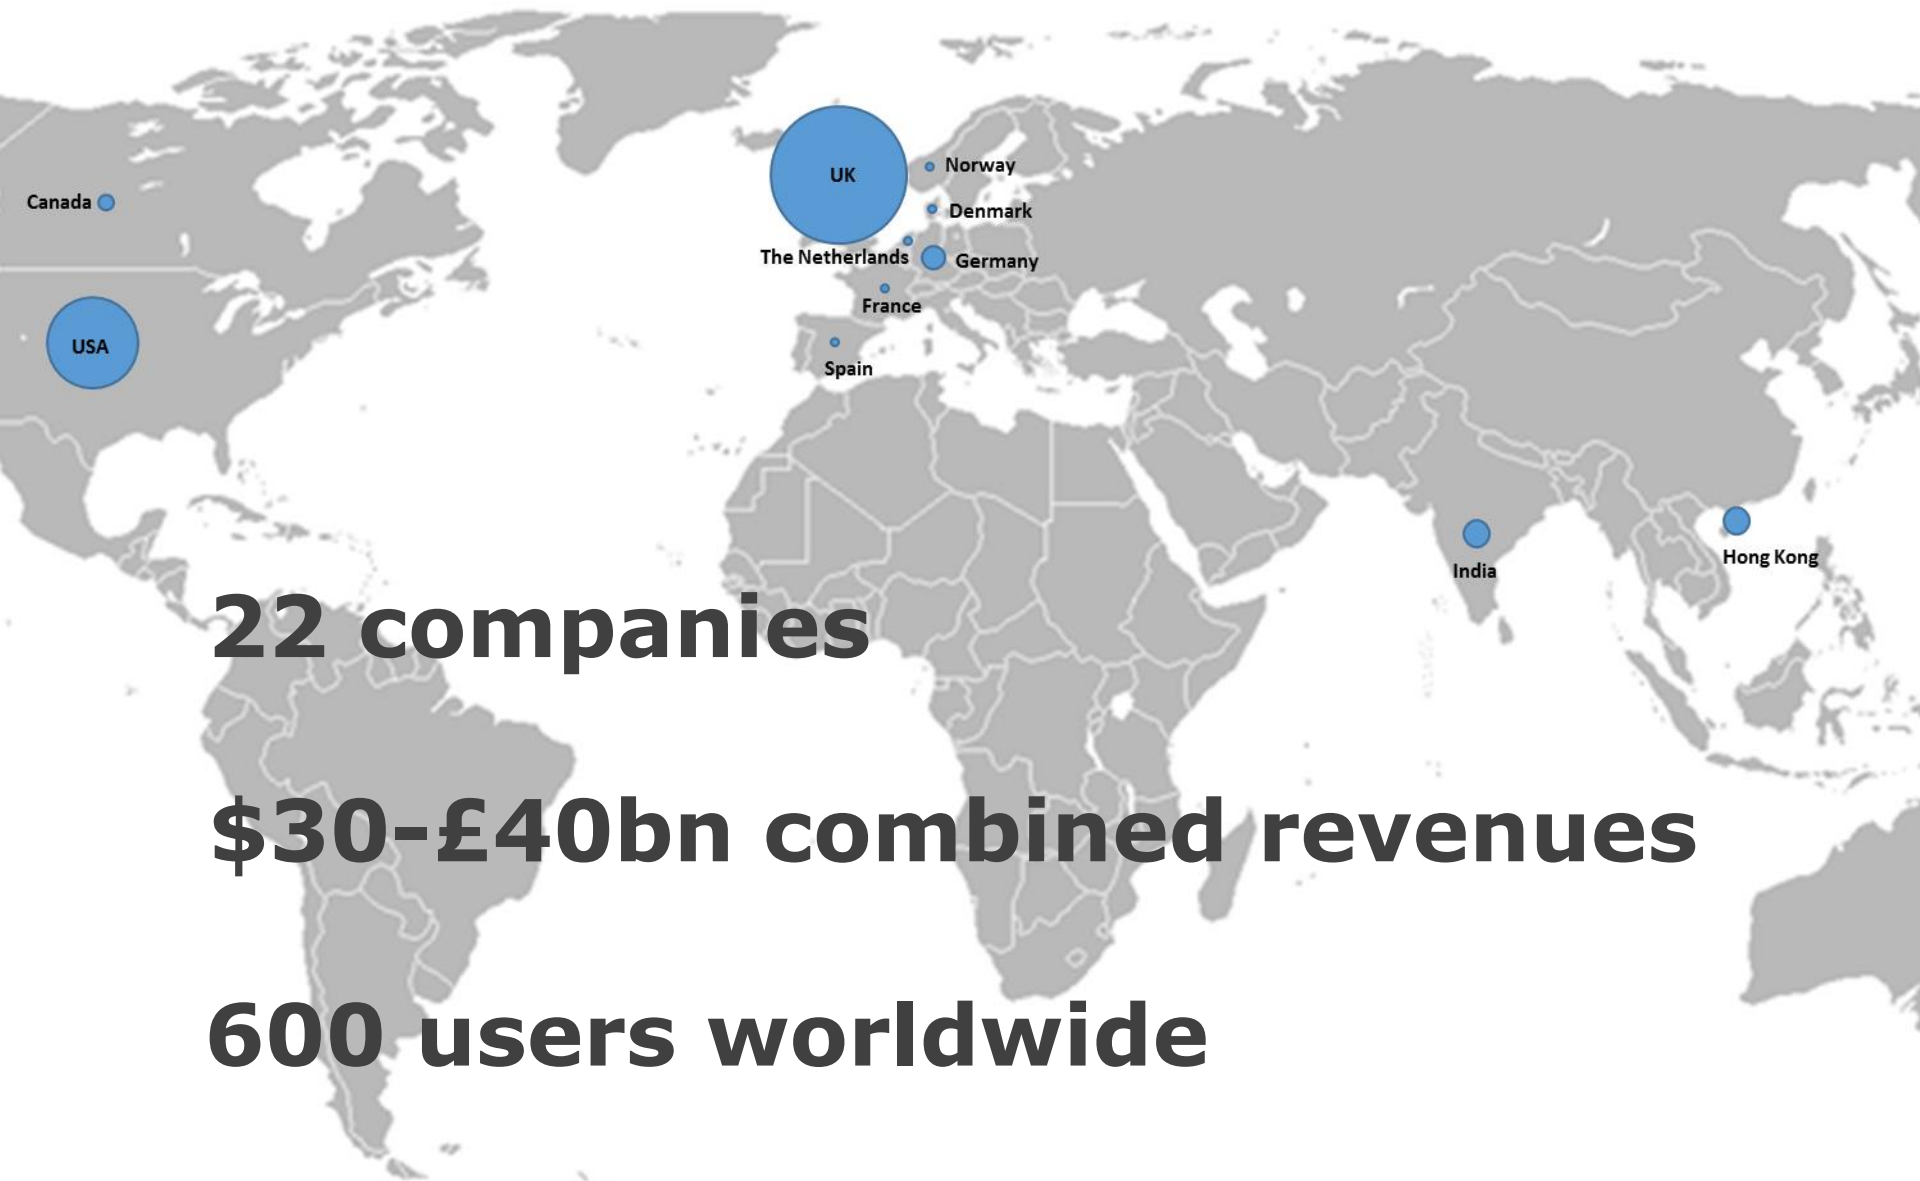 Norway
UK
Canada
Denmark
The Netherlands
Germany
France
USA
Spain
Hong Kong
India
22 companies
$30-£40bn combined revenues
600 users worldwide